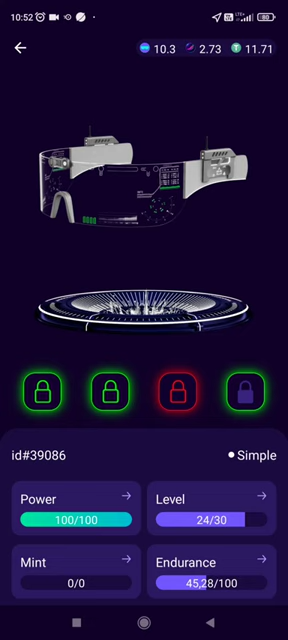 10:52
80
10.3 2.73 11.71
id#39086
Simple
Power → Level →
100/100 24/30
Mint → Endurance →
0/0 45,28/100